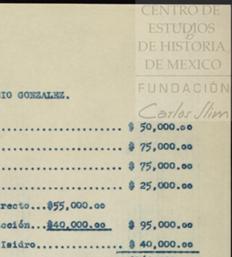 CENTRO DE
ESTUDIOS
DE HISTORIA
DE MEXICO
FUNDACIÓN
Carlos Slim
IO GONZALEZ.
................... $ 50,000.oo
................... $ 75,000.oo
................... $ 75,000.oo
................... $ 25,000.oo
recto...$55,000.oo
cción...$40,000.oo $ 95,000.oo
Isidro.............. $ 40,000.oo